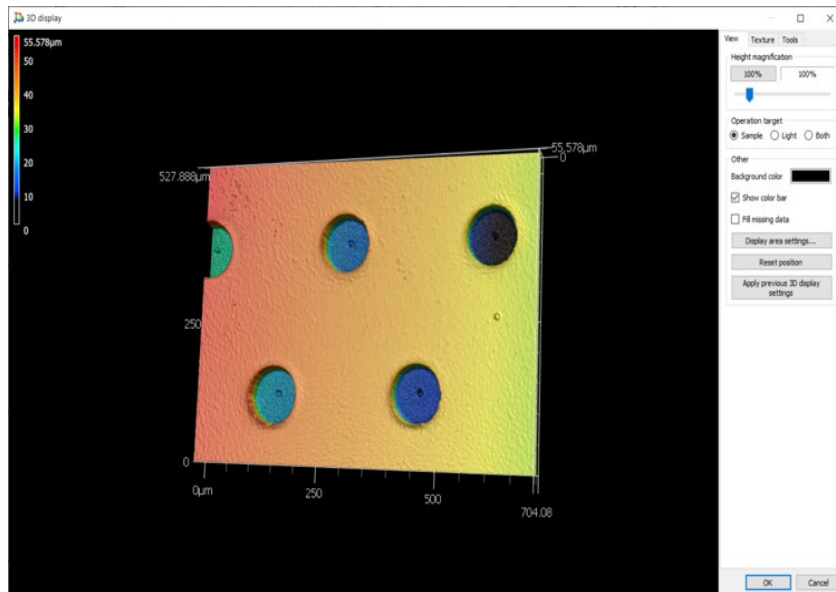 3D display
55.578µm
50
40
30
20
10
0
527.888µm
55.578µm
0
250
0
0µm
250
500
704.08
View Texture Tools
Height magnification
100% 100%
Operation target
Sample Light Both
Other
Background color
Show color bar
Fill missing data
Display area settings...
Reset position
Apply previous 3D display
settings
OK Cancel